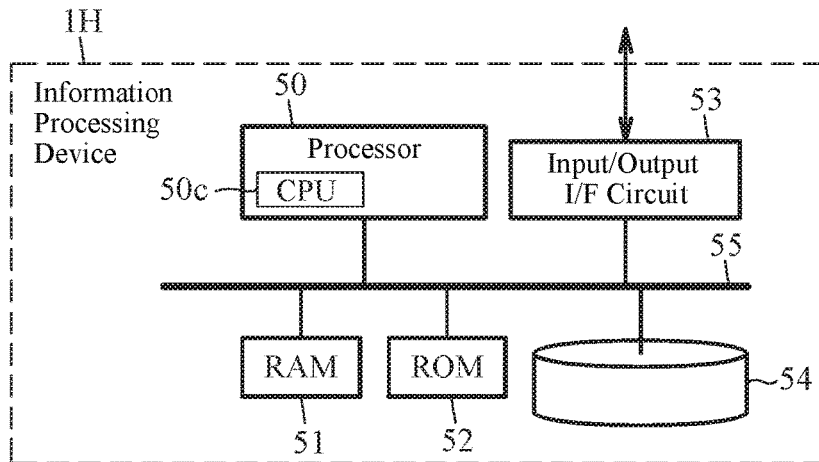 1H
Information
Processing
Device
50
Processor
50c
CPU
53
Input/Output
I/F Circuit
55
RAM
51
ROM
52
54